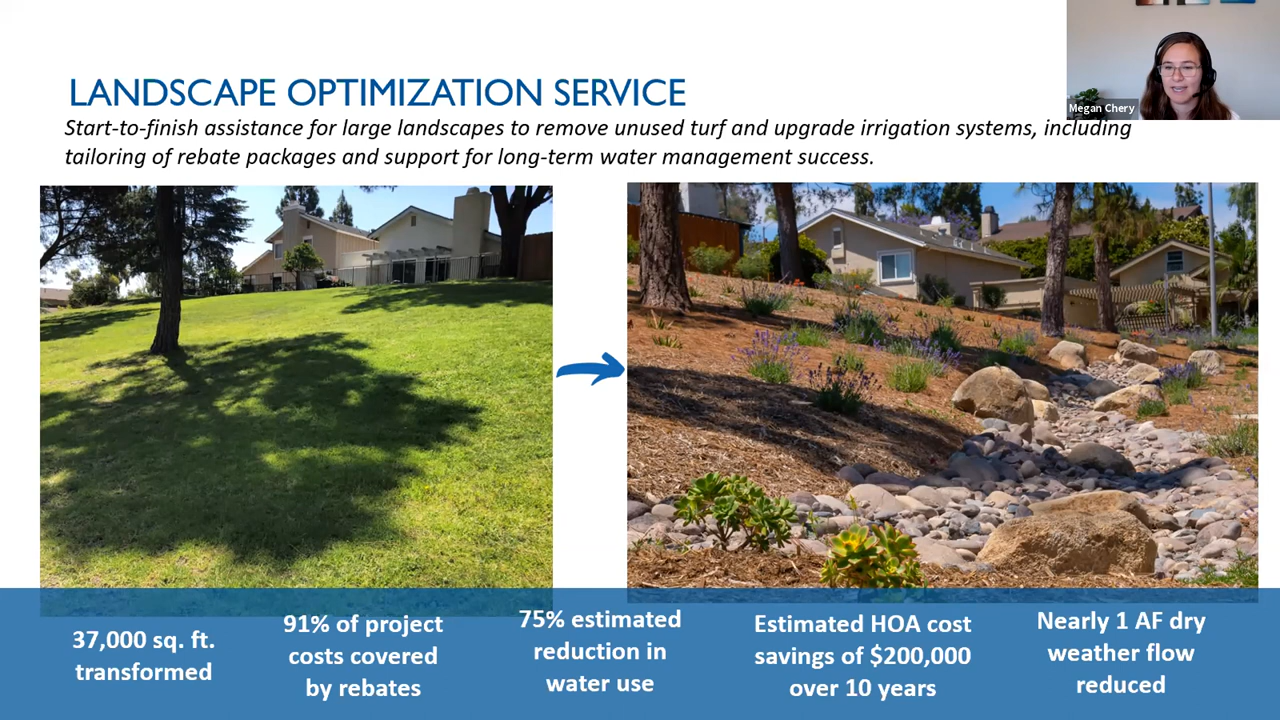 LANDSCAPE OPTIMIZATION SERVICE
Megan Chery
Start-to-finish assistance for large landscapes to remove unused turf and upgrade irrigation systems, including
tailoring of rebate packages and support for long-term water management success.
37,000 sq. ft.
transformed
91% of project
costs covered
by rebates
75% estimated
reduction in
water use
Estimated HOA cost
savings of $200,000
over 10 years
Nearly 1 AF dry
weather flow
reduced